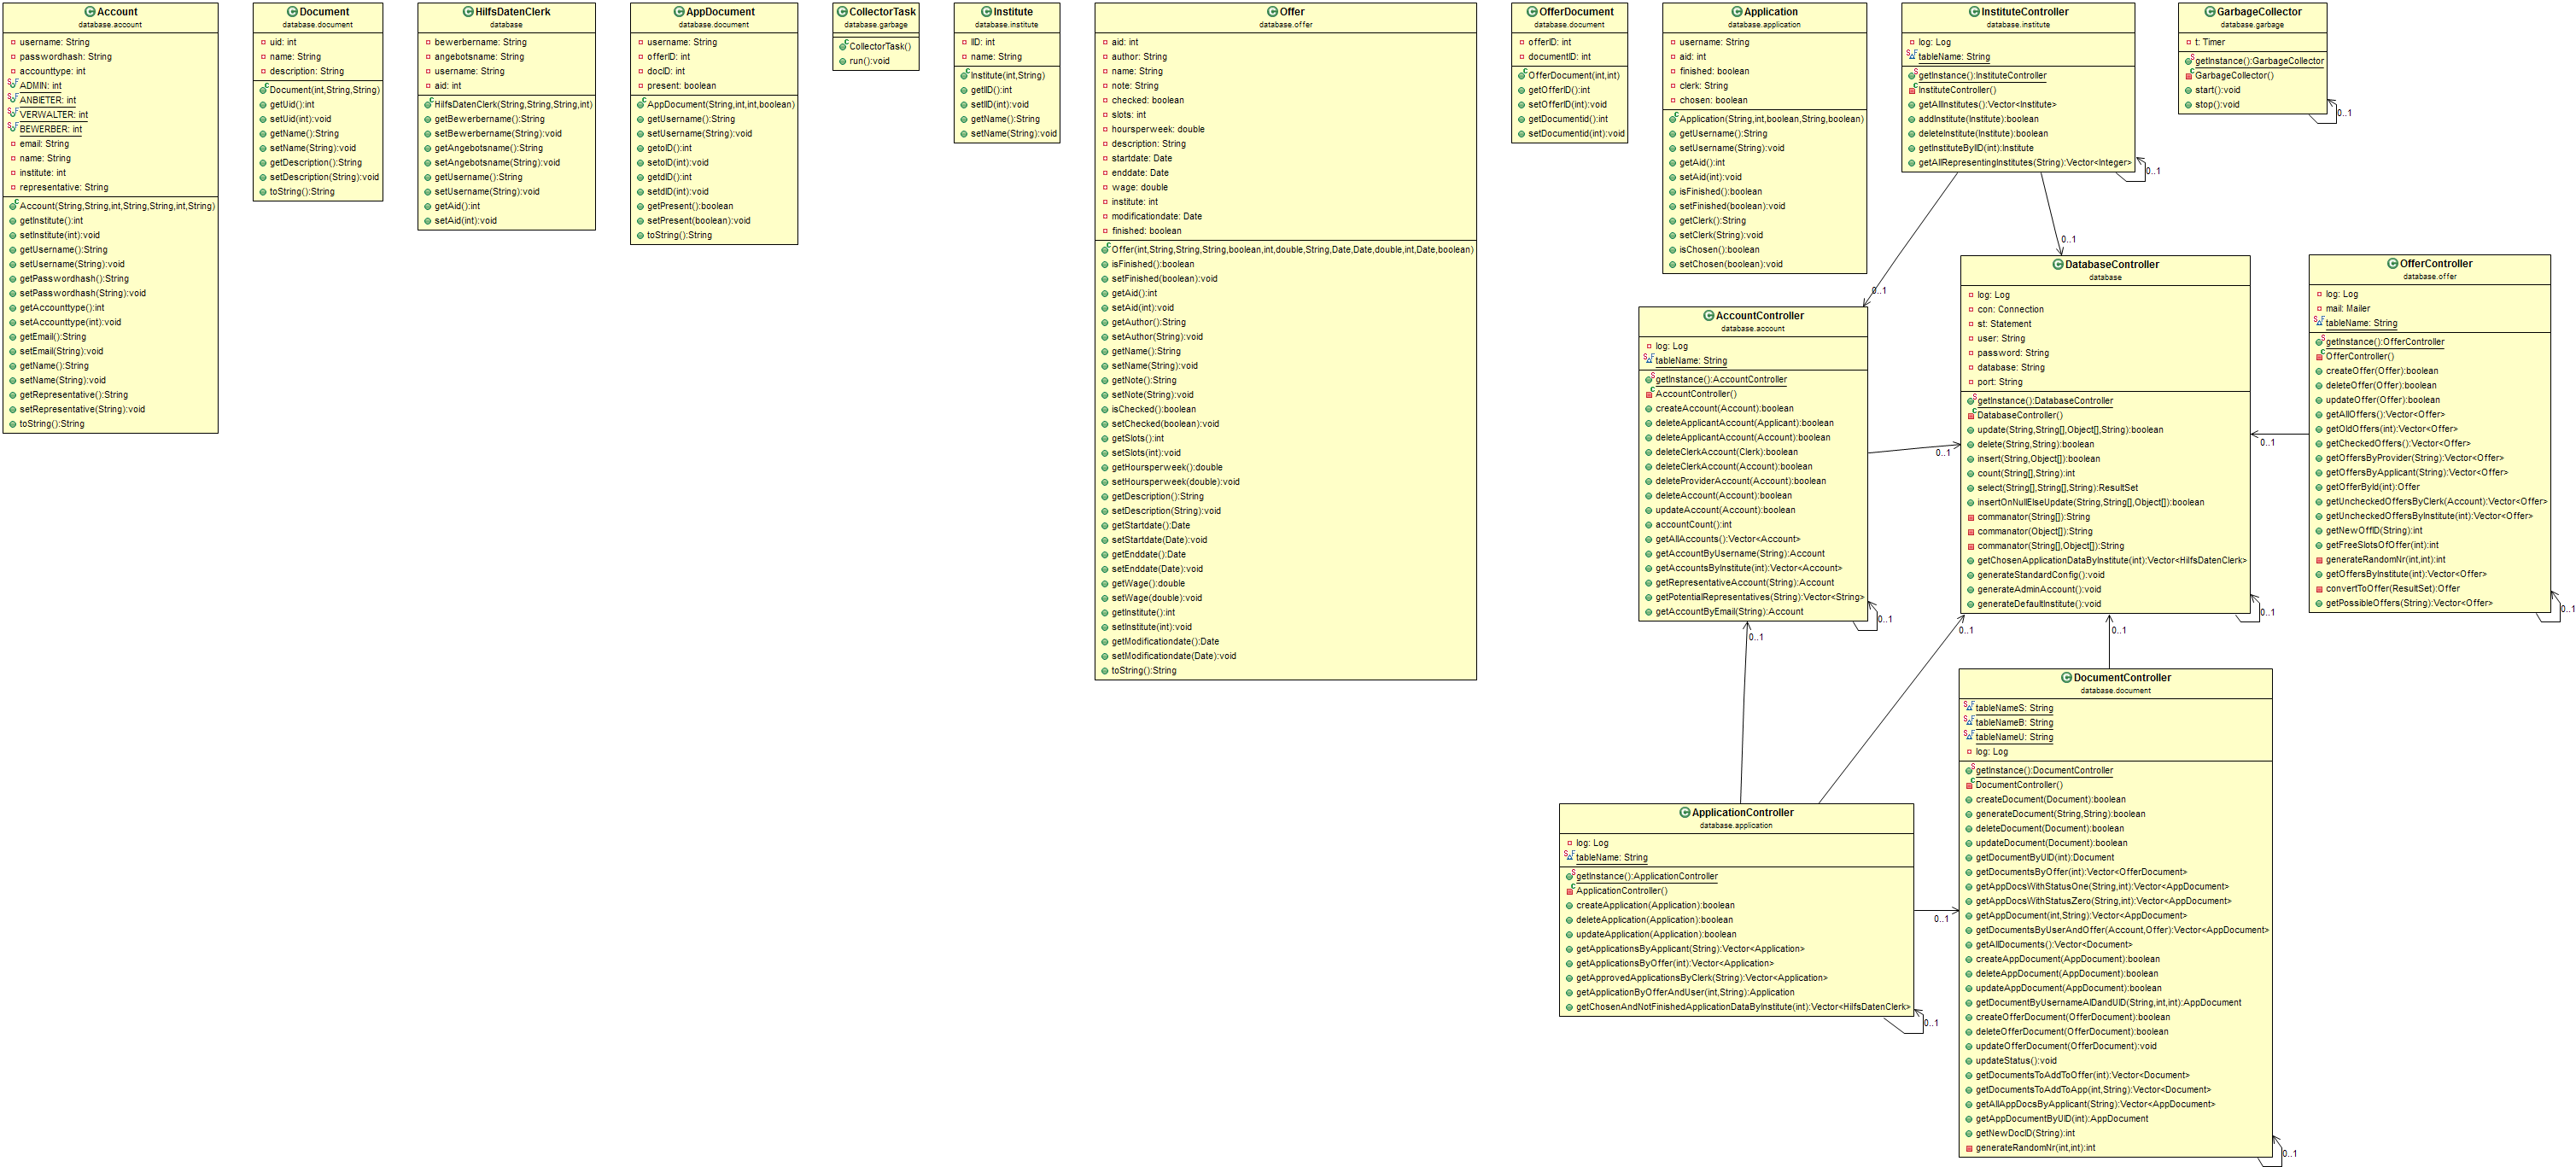 Account
database.account
username: String
passwordhash: String
accounttype: int
ADMIN: int
ANBIETER: int
VERWALTER: int
BEWERBER: int
email: String
name: String
institute: int
representative: String
Account(String,String,int,String,String,int,String)
getInstitute():int
setInstitute(int):void
getUsername():String
setUsername(String):void
getPasswordhash():String
setPasswordhash(String):void
getAccounttype():int
setAccounttype(int):void
getEmail():String
setEmail(String):void
getName():String
setName(String):void
getRepresentative():String
setRepresentative(String):void
toString():String
Document
database.document
uid: int
name: String
description: String
Document(int,String,String)
getUid():int
setUid(int):void
getName():String
setName(String):void
getDescription():String
setDescription(String):void
toString():String
HilfsDatenClerk
database
bewerbername: String
angebotsname: String
username: String
aid: int
HilfsDatenClerk(String,String,String,int)
getBewerbername():String
setBewerbername(String):void
getAngebotsname():String
setAngebotsname(String):void
getUsername():String
setUsername(String):void
getAid():int
setAid(int):void
AppDocument
database.document
username: String
offerID: int
docID: int
present: boolean
AppDocument(String,int,int,boolean)
getUsername():String
setUsername(String):void
getoID():int
setoID(int):void
getdID():int
setdID(int):void
getPresent():boolean
setPresent(boolean):void
toString():String
CollectorTask
database.garbage
CollectorTask()
run():void
Institute
database.institute
IID: int
name: String
Institute(int,String)
getIID():int
setIID(int):void
getName():String
setName(String):void
Offer
database.offer
aid: int
author: String
name: String
note: String
checked: boolean
slots: int
hoursperweek: double
description: String
startdate: Date
enddate: Date
wage: double
institute: int
modificationdate: Date
finished: boolean
Offer(int,String,String,String,boolean,int,double,String,Date,Date,double,int,Date,boolean)
isFinished():boolean
setFinished(boolean):void
getAid():int
setAid(int):void
getAuthor():String
setAuthor(String):void
getName():String
setName(String):void
getNote():String
setNote(String):void
isChecked():boolean
setChecked(boolean):void
getSlots():int
setSlots(int):void
getHoursperweek():double
setHoursperweek(double):void
getDescription():String
setDescription(String):void
getStartdate():Date
setStartdate(Date):void
getEnddate():Date
setEnddate(Date):void
getWage():double
setWage(double):void
getInstitute():int
setInstitute(int):void
getModificationdate():Date
setModificationdate(Date):void
toString():String
OfferDocument
database.document
offerID: int
documentID: int
OfferDocument(int,int)
getOfferID():int
setOfferID(int):void
getDocumentid():int
setDocumentid(int):void
Application
database.application
username: String
aid: int
finished: boolean
clerk: String
chosen: boolean
Application(String,int,boolean,String,boolean)
getUsername():String
setUsername(String):void
getAid():int
setAid(int):void
isFinished():boolean
setFinished(boolean):void
getClerk():String
setClerk(String):void
isChosen():boolean
setChosen(boolean):void
InstituteController
database.institute
log: Log
tableName: String
getInstance():InstituteController
InstituteController()
getAllInstitutes():Vector<Institute>
addInstitute(Institute):boolean
deleteInstitute(Institute):boolean
getInstituteByIID(int):Institute
getAllRepresentingInstitutes(String):Vector<Integer>
0..1
0..1
0..1
GarbageCollector
database.garbage
t: Timer
getInstance():GarbageCollector
GarbageCollector()
start():void
stop():void
0..1
AccountController
database.account
log: Log
tableName: String
getInstance():AccountController
AccountController()
createAccount(Account):boolean
deleteApplicantAccount(Applicant):boolean
deleteApplicantAccount(Account):boolean
deleteClerkAccount(Clerk):boolean
deleteClerkAccount(Account):boolean
deleteProviderAccount(Account):boolean
deleteAccount(Account):boolean
updateAccount(Account):boolean
accountCount():int
getAllAccounts():Vector<Account>
getAccountByUsername(String):Account
getAccountsByInstitute(int):Vector<Account>
getRepresentativeAccount(String):Account
getPotentialRepresentatives(String):Vector<String>
getAccountByEmail(String):Account
0..1
0..1
0..1
DatabaseController
database
log: Log
con: Connection
st: Statement
user: String
password: String
database: String
port: String
getInstance():DatabaseController
DatabaseController()
update(String,String[],Object[],String):boolean
delete(String,String):boolean
insert(String,Object[]):boolean
count(String[],String):int
select(String[],String[],String):ResultSet
insertOnNullElseUpdate(String,String[],Object[]):boolean
commanator(String[]):String
commanator(Object[]):String
commanator(String[],Object[]):String
getChosenApplicationDataByInstitute(int):Vector<HilfsDatenClerk>
generateStandardConfig():void
generateAdminAccount():void
generateDefaultInstitute():void
0..1
0..1
0..1
0..1
OfferController
database.offer
log: Log
mail: Mailer
tableName: String
getInstance():OfferController
OfferController()
createOffer(Offer):boolean
deleteOffer(Offer):boolean
updateOffer(Offer):boolean
getAllOffers():Vector<Offer>
getOldOffers(int):Vector<Offer>
getCheckedOffers():Vector<Offer>
getOffersByProvider(String):Vector<Offer>
getOffersByApplicant(String):Vector<Offer>
getOfferById(int):Offer
getUncheckedOffersByClerk(Account):Vector<Offer>
getUncheckedOffersByInstitute(int):Vector<Offer>
getNewOffID(String):int
getFreeSlotsOfOffer(int):int
generateRandomNr(int,int):int
getOffersByInstitute(int):Vector<Offer>
convertToOffer(ResultSet):Offer
getPossibleOffers(String):Vector<Offer>
0..1
ApplicationController
database.application
log: Log
tableName: String
getInstance():ApplicationController
ApplicationController()
createApplication(Application):boolean
deleteApplication(Application):boolean
updateApplication(Application):boolean
getApplicationsByApplicant(String):Vector<Application>
getApplicationsByOffer(int):Vector<Application>
getApprovedApplicationsByClerk(String):Vector<Application>
getApplicationByOfferAndUser(int,String):Application
getChosenAndNotFinishedApplicationDataByInstitute(int):Vector<HilfsDatenClerk>
0..1
0..1
DocumentController
database.document
tableNameS: String
tableNameB: String
tableNameU: String
log: Log
getInstance():DocumentController
DocumentController()
createDocument(Document):boolean
generateDocument(String,String):boolean
deleteDocument(Document):boolean
updateDocument(Document):boolean
getDocumentByUID(int):Document
getDocumentsByOffer(int):Vector<OfferDocument>
getAppDocsWithStatusOne(String,int):Vector<AppDocument>
getAppDocsWithStatusZero(String,int):Vector<AppDocument>
getAppDocument(int,String):Vector<AppDocument>
getDocumentsByUserAndOffer(Account,Offer):Vector<AppDocument>
getAllDocuments():Vector<Document>
createAppDocument(AppDocument):boolean
deleteAppDocument(AppDocument):boolean
updateAppDocument(AppDocument):boolean
getDocumentByUsernameAIDandUID(String,int,int):AppDocument
createOfferDocument(OfferDocument):boolean
deleteOfferDocument(OfferDocument):boolean
updateOfferDocument(OfferDocument):void
updateStatus():void
getDocumentsToAddToOffer(int):Vector<Document>
getDocumentsToAddToApp(int,String):Vector<Document>
getAllAppDocsByApplicant(String):Vector<AppDocument>
getAppDocumentByUID(int):AppDocument
getNewDocID(String):int
generateRandomNr(int,int):int
0..1